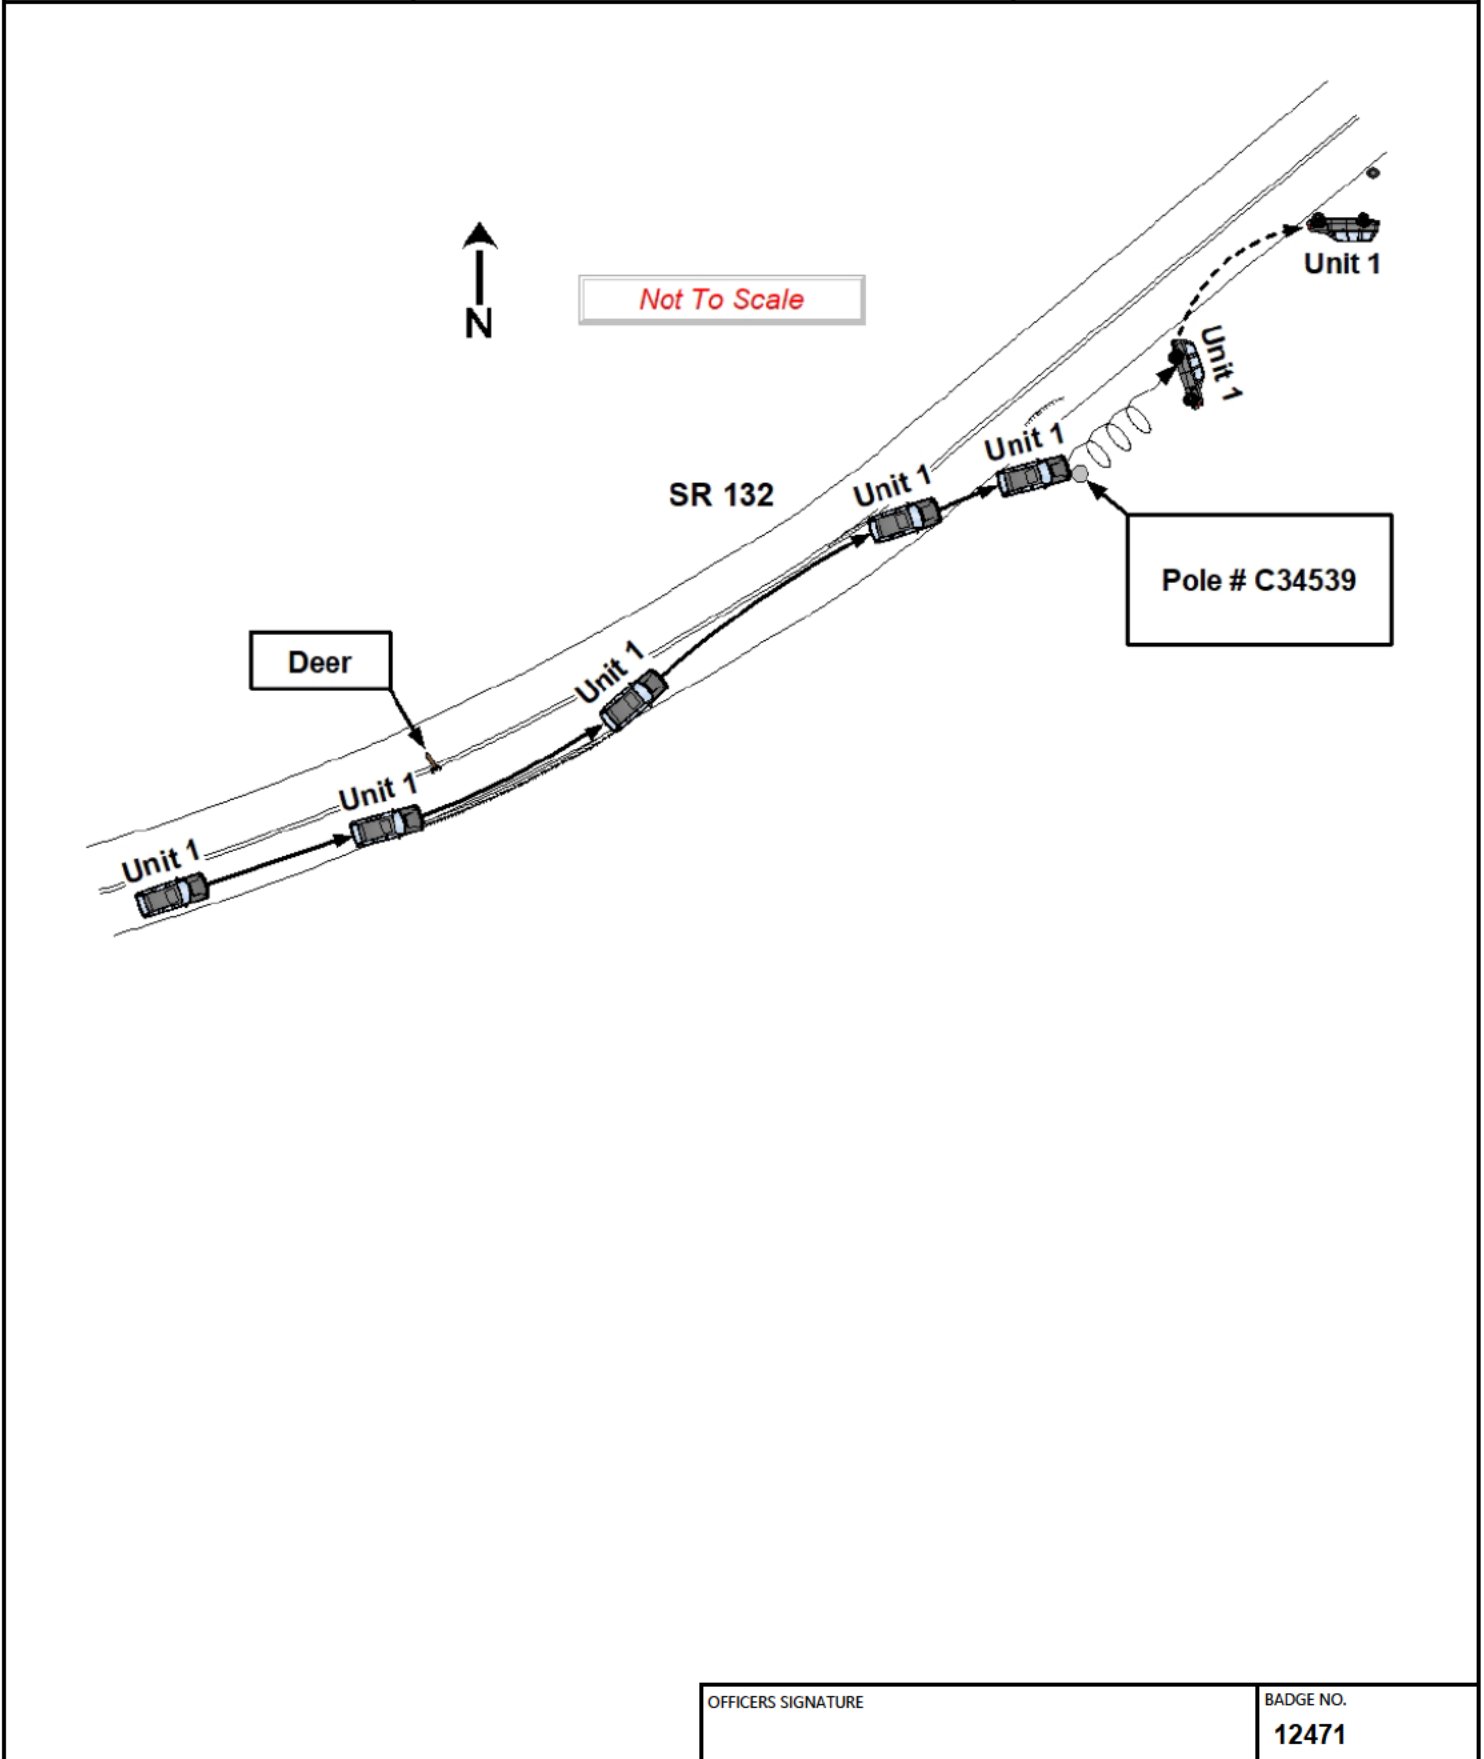 Unit 1
N
Not To Scale
Unit 1
Unit 1
Unit 1
SR 132
Pole # C34539
Unit 1
Deer
Unit 1
Unit 1
OFFICERS SIGNATURE
BADGE NO.
12471